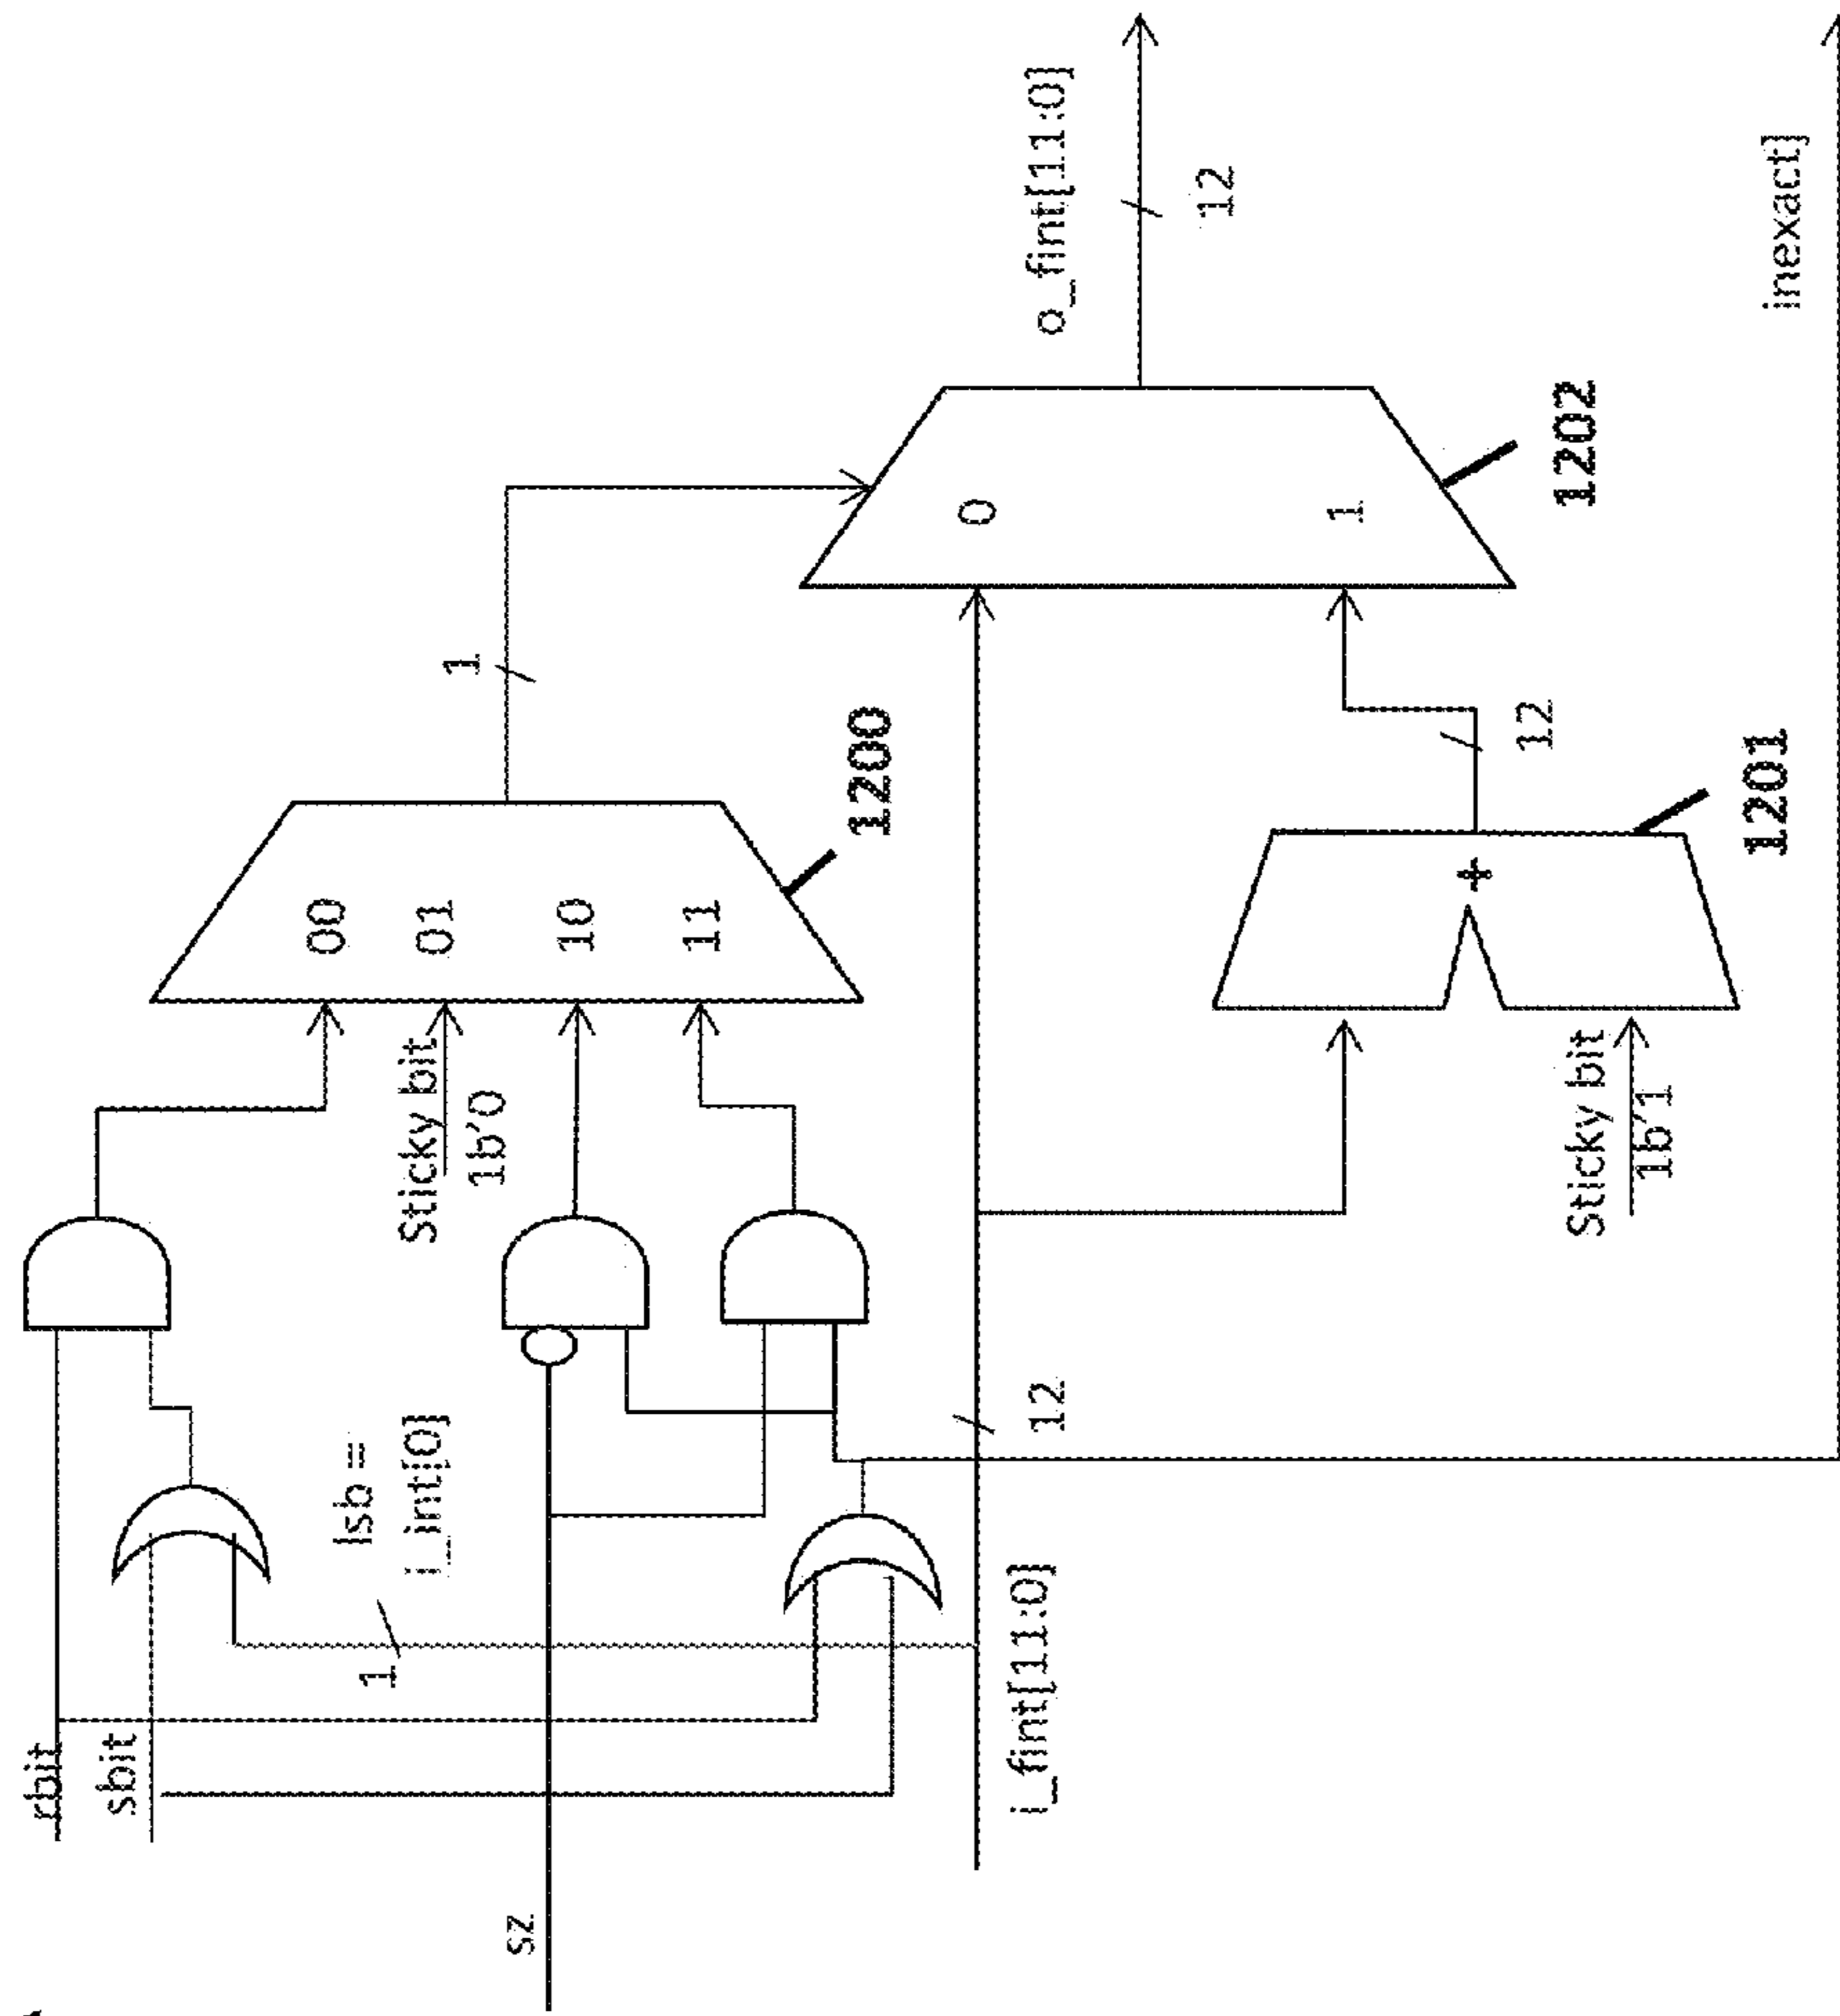 rbit
sbit
1
lsb =
i_int[0]
sz
i_fint[11:0]
12
Sticky bit
1b'0
00
01
10
11
1200
1
Sticky bit
1b'1
+
1201
12
0
1
1202
o_fint[11:0]
12
inexact]